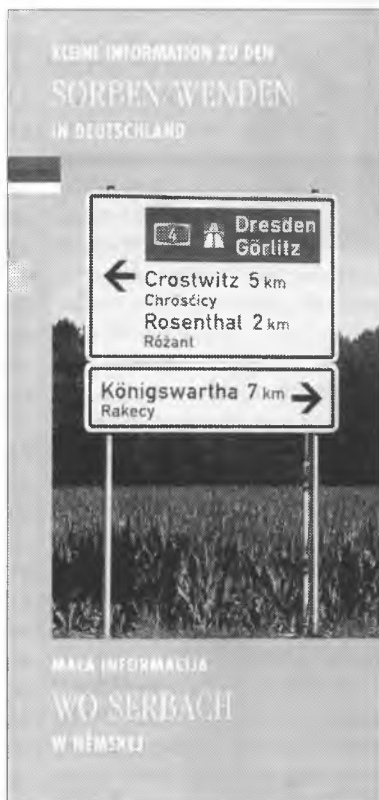 KLEINE INFORMATION ZU DEN
SORBEN/WENDEN
IN DEUTSCHLAND
4 Dresden
Görlitz
Crostwitz 5 km
Chrosćicy
Rosenthal 2 km
Róžant
Königswartha 7 km
Rakecy
MAŁA INFORMACIJA
WO SERBACH
W NĚMSKEJ